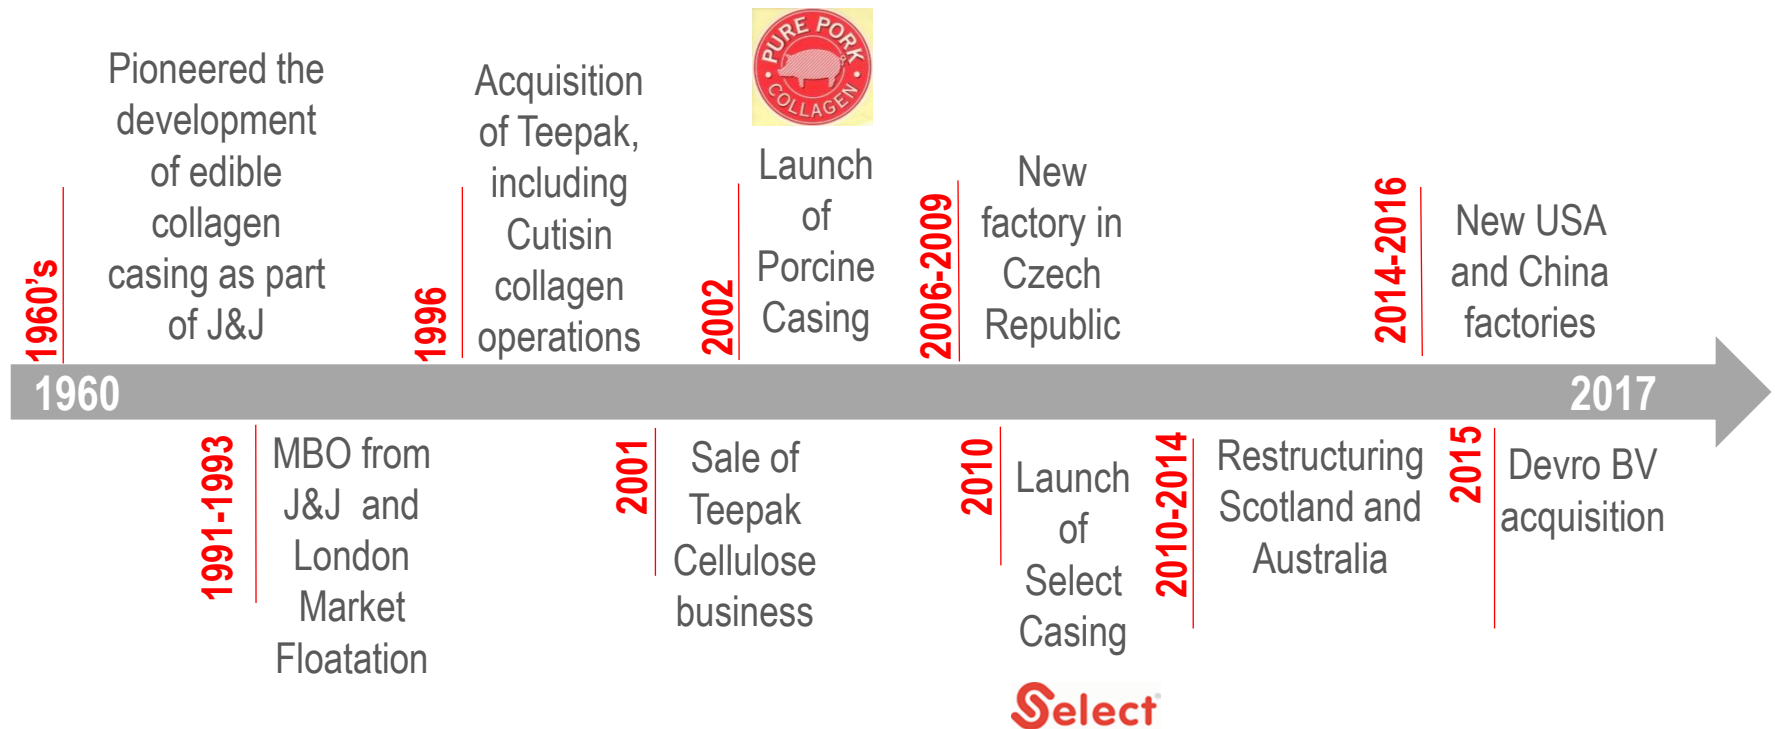 PURE PORK
COLLAGEN
1960's
Pioneered the
development
of edible
collagen
casing as part
of J&J
1996
Acquisition
of Teepak,
including
Cutisin
collagen
operations
2002
Launch
of
Porcine
Casing
2006-2009
New
factory in
Czech
Republic
2014-2016
New USA
and China
factories
1960
2017
1991-1993
MBO from
J&J  and
London
Market
Floatation
2001
Sale of
Teepak
Cellulose
business
2010
Launch
of
Select
Casing
Select
2010-2014
Restructuring
Scotland and
Australia
2015
Devro BV
acquisition